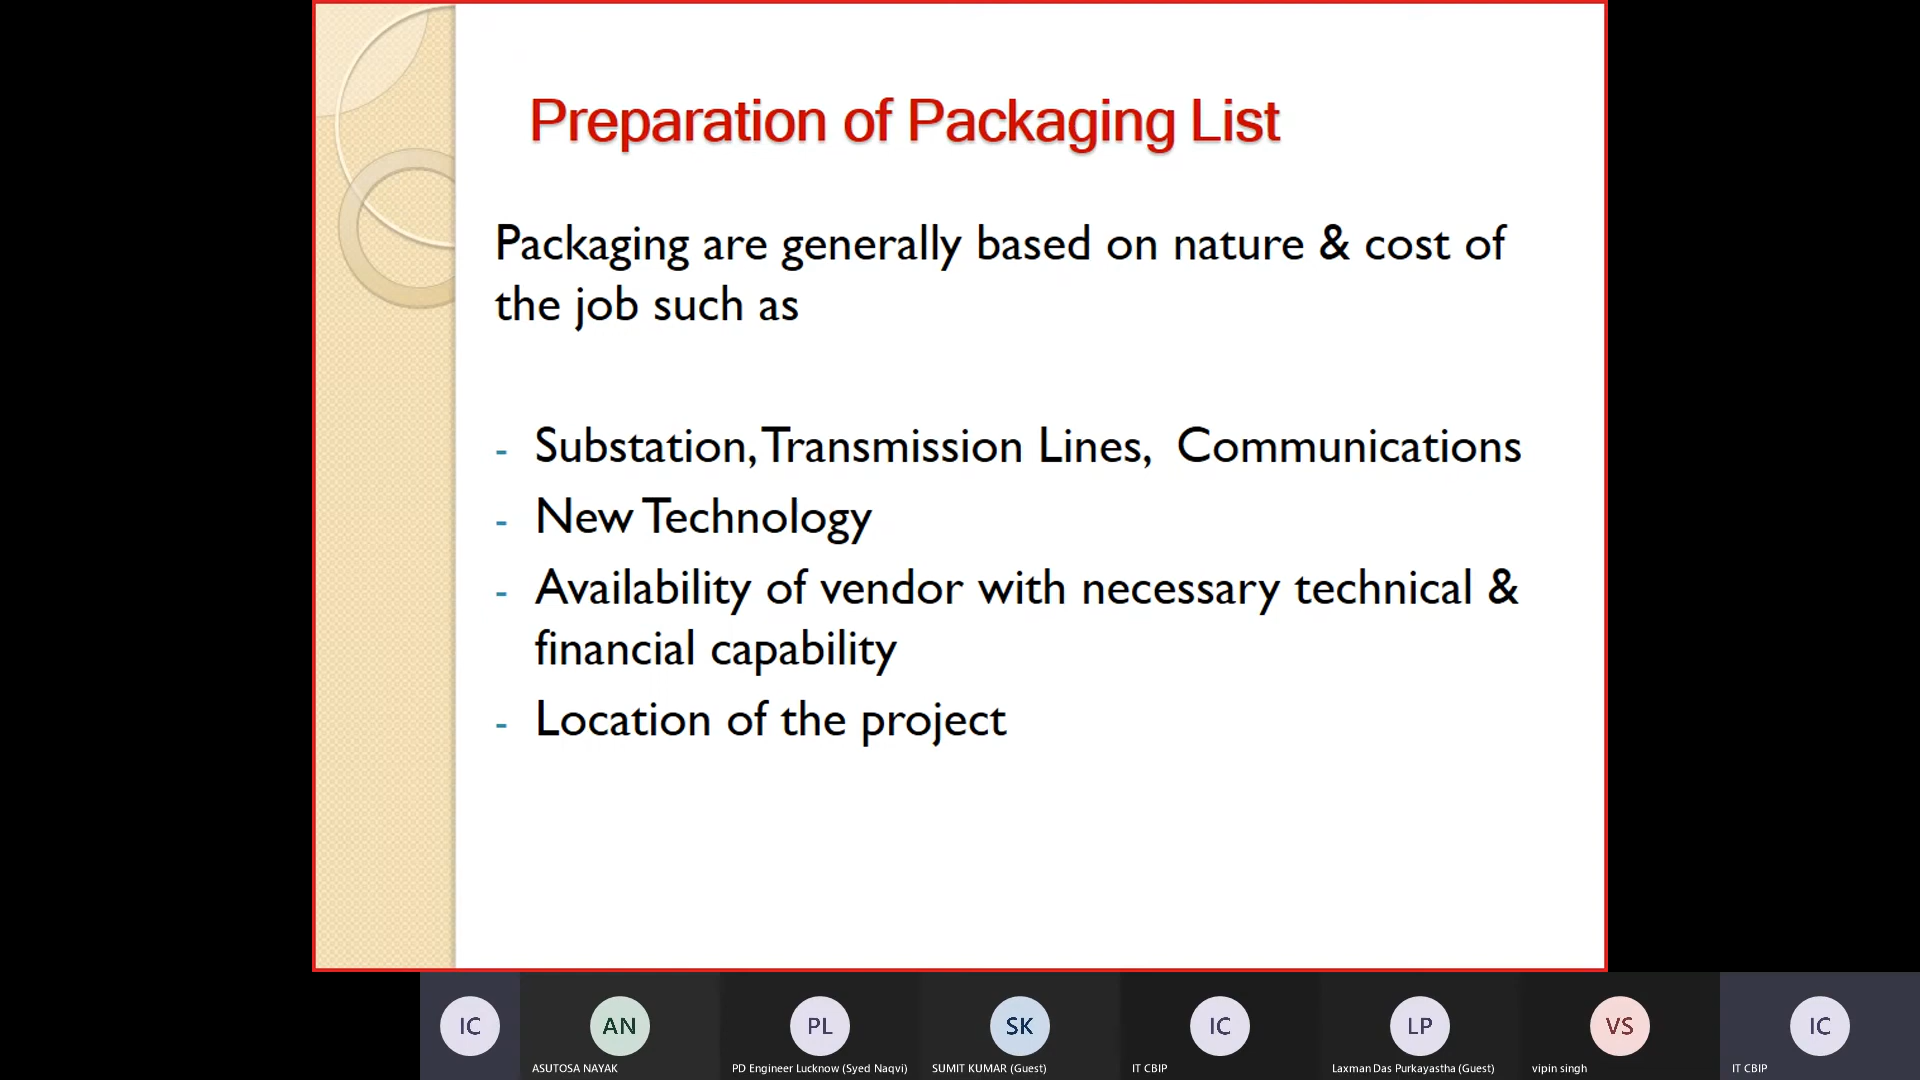 Preparation of Packaging List
Packaging are generally based on nature & cost of
the job such as
- Substation, Transmission Lines, Communications
- New Technology
- Availability of vendor with necessary technical &
financial capability
- Location of the project
IC AN PL SK IC LP VS IC
ASUTOSA NAYAK PD Engineer Lucknow (Syed Naqvi) SUMIT KUMAR (Guest) IT CBIP Laxman Das Purkayastha (Guest) vipin singh IT CBIP